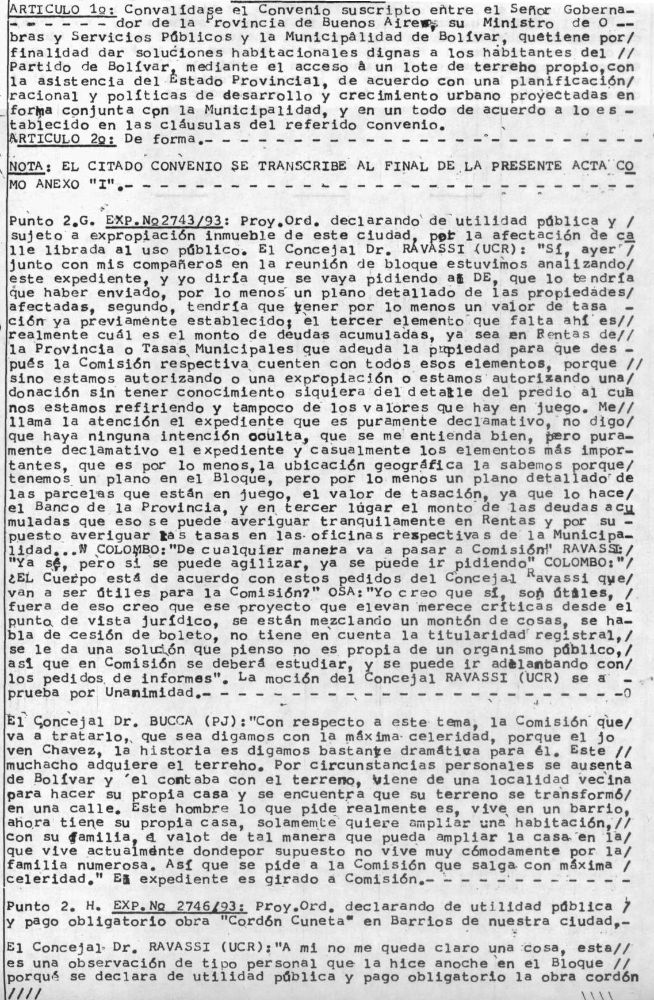 ARTICULO 1o: Convalídase el Convenio suscripto entre el Señor Goberna-
- - - - - - dor de la Provincia de Buenos Aires, su Ministro de O --
bras y Servicios Públicos y la Municipalidad de Bolívar, quetiene por/
finalidad dar soluciones habitacionales dignas a los habitantes del //
Partido de Bolívar, mediante el acceso a un lote de terreho propio,con
la asistencia del Estado Provincial, de acuerdo con una planificación/
racional y políticas de desarrollo y crecimiento urbano proyectadas en
forma conjunta con la Municipalidad, y en un todo de acuerdo a lo es -
tablecido en las cláusulas del referido convenio.
ARTICULO 2o: De forma.- - - - - - - - - - - - - - - - - - - - - - - -
NOTA: EL CITADO CONVENIO SE TRANSCRIBE AL FINAL DE LA PRESENTE ACTA CO
MO ANEXO "I".- - - - - - - - - - - - - - - - - - - - - - - - - - - -
Punto 2.G. EXP.No2743/93: Proy.Ord. declarando de utilidad pública y /
sujeto a expropiación inmueble de este ciudad, por la afectación de ca
lle librada al uso público. El Concejal Dr. RAVASSI (UCR): "Sí, ayer /
junto con mis compañeros en la reunión de bloque estuvimos analizando/
este expediente, y yo diría que se vaya pidiendo al DE, que lo tendría
que haber enviado, por lo menos un plano detallado de las propiedades/
afectadas, segundo, tendría que tener por lo menos un valor de tasa -
ción ya previamente establecido; el tercer elemento que falta ahí es//
realmente cuál es el monto de deudas acumuladas, ya sea en Rentas de//
la Provincia o Tasas Municipales que adeuda la propiedad para que des -
pués la Comisión respectiva cuenten con todos esos elementos, porque //
sino estamos autorizando o una expropiación o estamos autorizando una/
donación sin tener conocimiento siquiera del detalle del predio al cuh
nos estamos refiriendo y tampoco de los valores que hay en juego. Me//
llama la atención el expediente que es puramente declamativo, no digo/
que haya ninguna intención oculta, que se me entienda bien, pero pura-
mente declamativo el expediente y casualmente los elementos más impor-
tantes, que es por lo menos,la ubicación geográfica la sabemos porque/
tenemos un plano en el Bloque, pero por lo menos un plano detallado de
las parcelas que están en juego, el valor de tasación, ya que lo hace/
el Banco de la Provincia, y en tercer lugar el monto de las deudas acu
muladas que eso se puede averiguar tranquilamente en Rentas y por su -
puesto averiguar las tasas en las oficinas respectivas de la Municipa-
lidad..." COLOMBO:"De cualquier manera va a pasar a Comisión" RAVASSI:/
"Ya sé, pero si se puede agilizar, ya se puede ir pidiendo" COLOMBO:"/
¿EL Cuerpo está de acuerdo con estos pedidos del Concejal Ravassi que/
van a ser útiles para la Comisión?" OSA:"Yo creo que sí, son útiles, /
fuera de eso creo que ese proyecto que elevan merece críticas desde el
punto de vista jurídico, se están mezclando un montón de cosas, se ha-
bla de cesión de boleto, no tiene en cuenta la titularidad registral,/
se le da una solución que pienso no es propia de un organismo público,/
así que en Comisión se deberá estudiar, y se puede ir adelantando con/
los pedidos de informes". La moción del Concejal RAVASSI (UCR) se a -
prueba por Unanimidad.- - - - - - - - - - - - - - - - - - - - - - -0
El Concejal Dr. BUCCA (PJ):"Con respecto a este tema, la Comisión que/
va a tratarlo, que sea digamos con la máxima celeridad, porque el jo
ven Chavez, la historia es digamos bastante dramática para él. Este //
muchacho adquiere el terreho. Por circunstancias personales se ausenta
de Bolívar y 'el contaba con el terreno, viene de una localidad vecina
para hacer su propia casa y se encuentra que su terreno se transformó/
en una calle. Este hombre lo que pide realmente es, vive en un barrio,
ahora tiene su propia casa, solamemte quiere ampliar una habitación,//
con su familia, el valot de tal manera que pueda ampliar la casa en la/
que vive actualmente dondepor supuesto no vive muy cómodamente por la/
familia numerosa. Así que se pide a la Comisión que salga con máxima /
celeridad." El expediente es girado a Comisión.- - - - - - - - - - - -
Punto 2. H. EXP.No 2746/93: Proy.Ord. declarando de utilidad pública /
y pago obligatorio obra "Cordón Cuneta" en Barrios de nuestra ciudad,-
El Concejal Dr. RAVASSI (UCR):"A mi no me queda claro una cosa, esta//
es una observación de tipo personal que la hice anoche en el Bloque //
porqué se declara de utilidad pública y pago obligatorio la obra cordón
//// \\\\